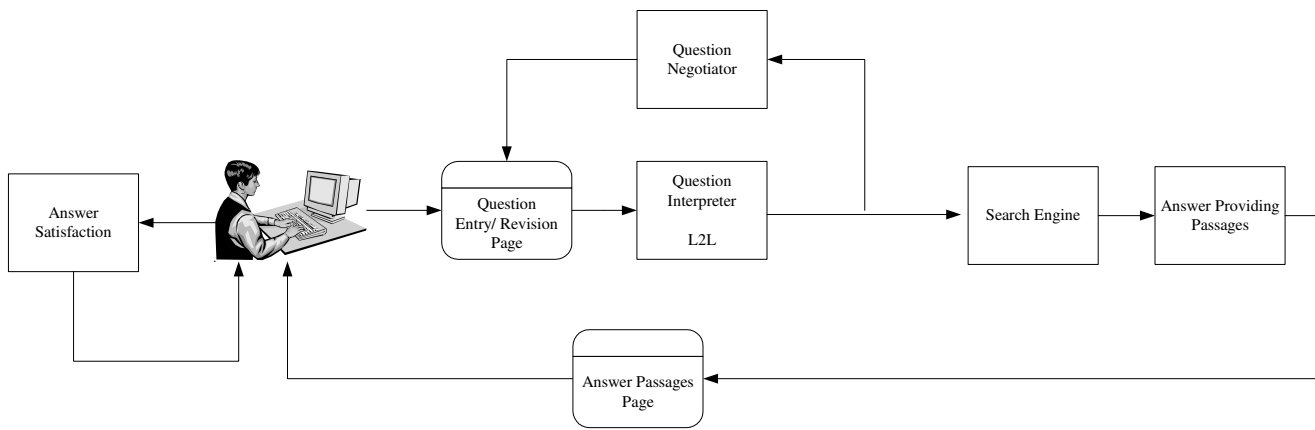 Question
Negotiator
Answer
Satisfaction
Question
Entry/ Revision
Page
Question
Interpreter
L2L
Search Engine
Answer Providing
Passages
Answer Passages
Page